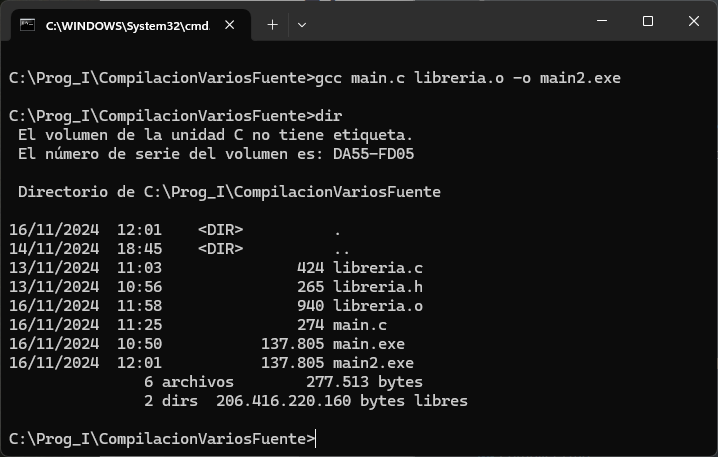 C:\WINDOWS\System32\cmd.
C:\Prog_I\CompilacionVariosFuente>gcc main.c libreria.o -o main2.exe
C:\Prog_I\CompilacionVariosFuente>dir
El volumen de la unidad C no tiene etiqueta.
El número de serie del volumen es: DA55-FD05
Directorio de C:\Prog_I\CompilacionVariosFuente
16/11/2024  12:01    <DIR>          .
14/11/2024  18:45    <DIR>          ..
13/11/2024  11:03               424 libreria.c
13/11/2024  10:56               265 libreria.h
16/11/2024  11:58               940 libreria.o
16/11/2024  11:25               274 main.c
16/11/2024  10:50           137.805 main.exe
16/11/2024  12:01           137.805 main2.exe
6 archivos        277.513 bytes
2 dirs  206.416.220.160 bytes libres
C:\Prog_I\CompilacionVariosFuente>